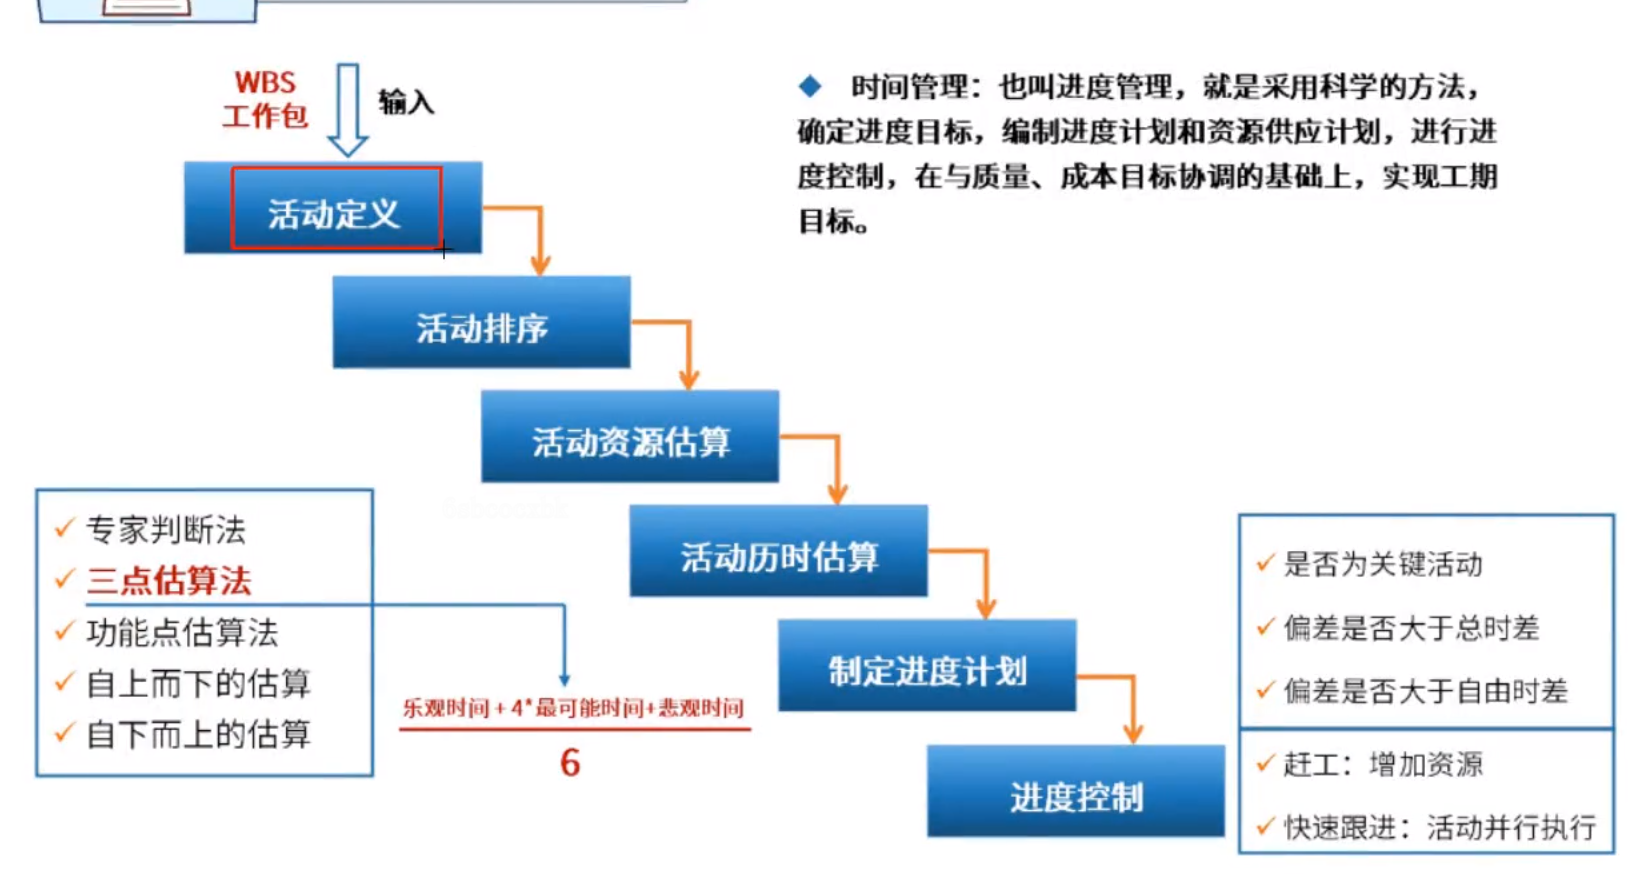 WBS
工作包
输入
◆ 时间管理：也叫进度管理，就是采用科学的方法，
确定进度目标，编制进度计划和资源供应计划，进行进
度控制，在与质量、成本目标协调的基础上，实现工期
目标。
活动定义
活动排序
活动资源估算
活动历时估算
制定进度计划
进度控制
✓ 专家判断法
✓ 三点估算法
✓ 功能点估算法
✓ 自上而下的估算
✓ 自下而上的估算
乐观时间+4*最可能时间+悲观时间
6
✓ 是否为关键活动
✓ 偏差是否大于总时差
✓ 偏差是否大于自由时差
✓ 赶工：增加资源
✓ 快速跟进：活动并行执行